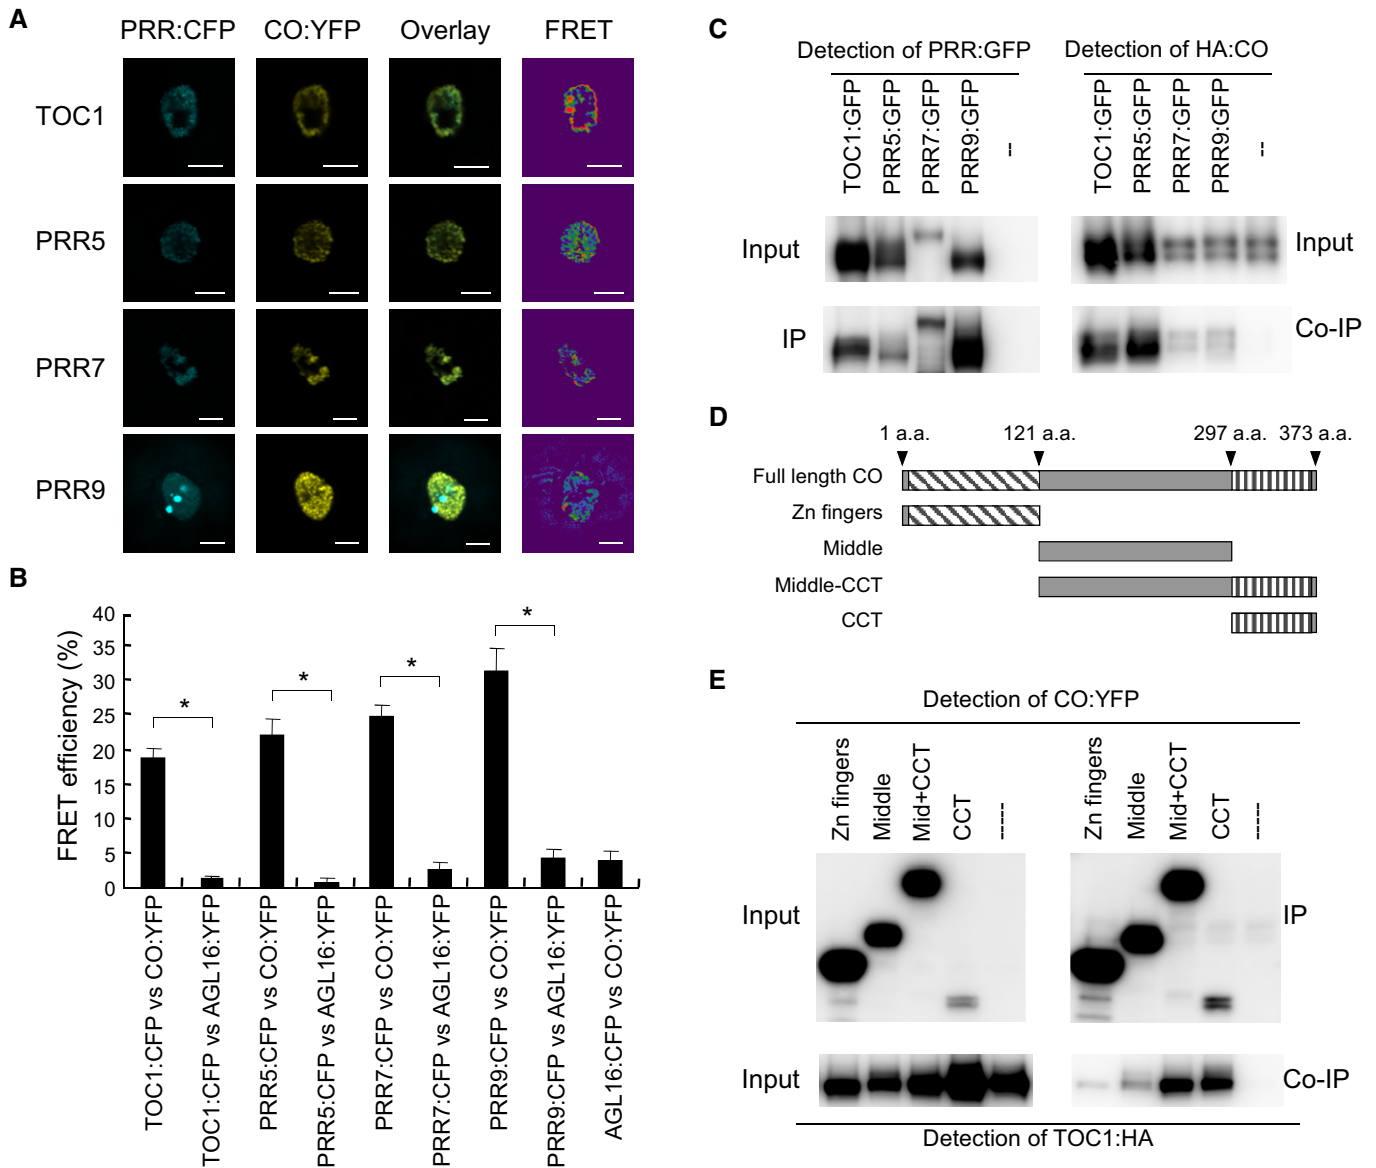 A
PRR:CFP CO:YFP Overlay FRET
TOC1
PRR5
PRR7
PRR9
B
FRET efficiency (%)
40
35
30
25
20
15
10
5
0
*
*
*
*
TOC1:CFP vs CO:YFP
TOC1:CFP vs AGL16:YFP
PRR5:CFP vs CO:YFP
PRR5:CFP vs AGL16:YFP
PRR7:CFP vs CO:YFP
PRR7:CFP vs AGL16:YFP
PRR9:CFP vs CO:YFP
PRR9:CFP vs AGL16:YFP
AGL16:CFP vs CO:YFP
C
Detection of PRR:GFP
TOC1:GFP
PRR5:GFP
PRR7:GFP
PRR9:GFP
--
Input
IP
Detection of HA:CO
TOC1:GFP
PRR5:GFP
PRR7:GFP
PRR9:GFP
--
Input
Co-IP
D
1 a.a. 121 a.a. 297 a.a. 373 a.a.
Full length CO
Zn fingers
Middle
Middle-CCT
CCT
E
Detection of CO:YFP
Zn fingers
Middle
Mid+CCT
CCT
-----
Zn fingers
Middle
Mid+CCT
CCT
-----
Input
IP
Input
Co-IP
Detection of TOC1:HA